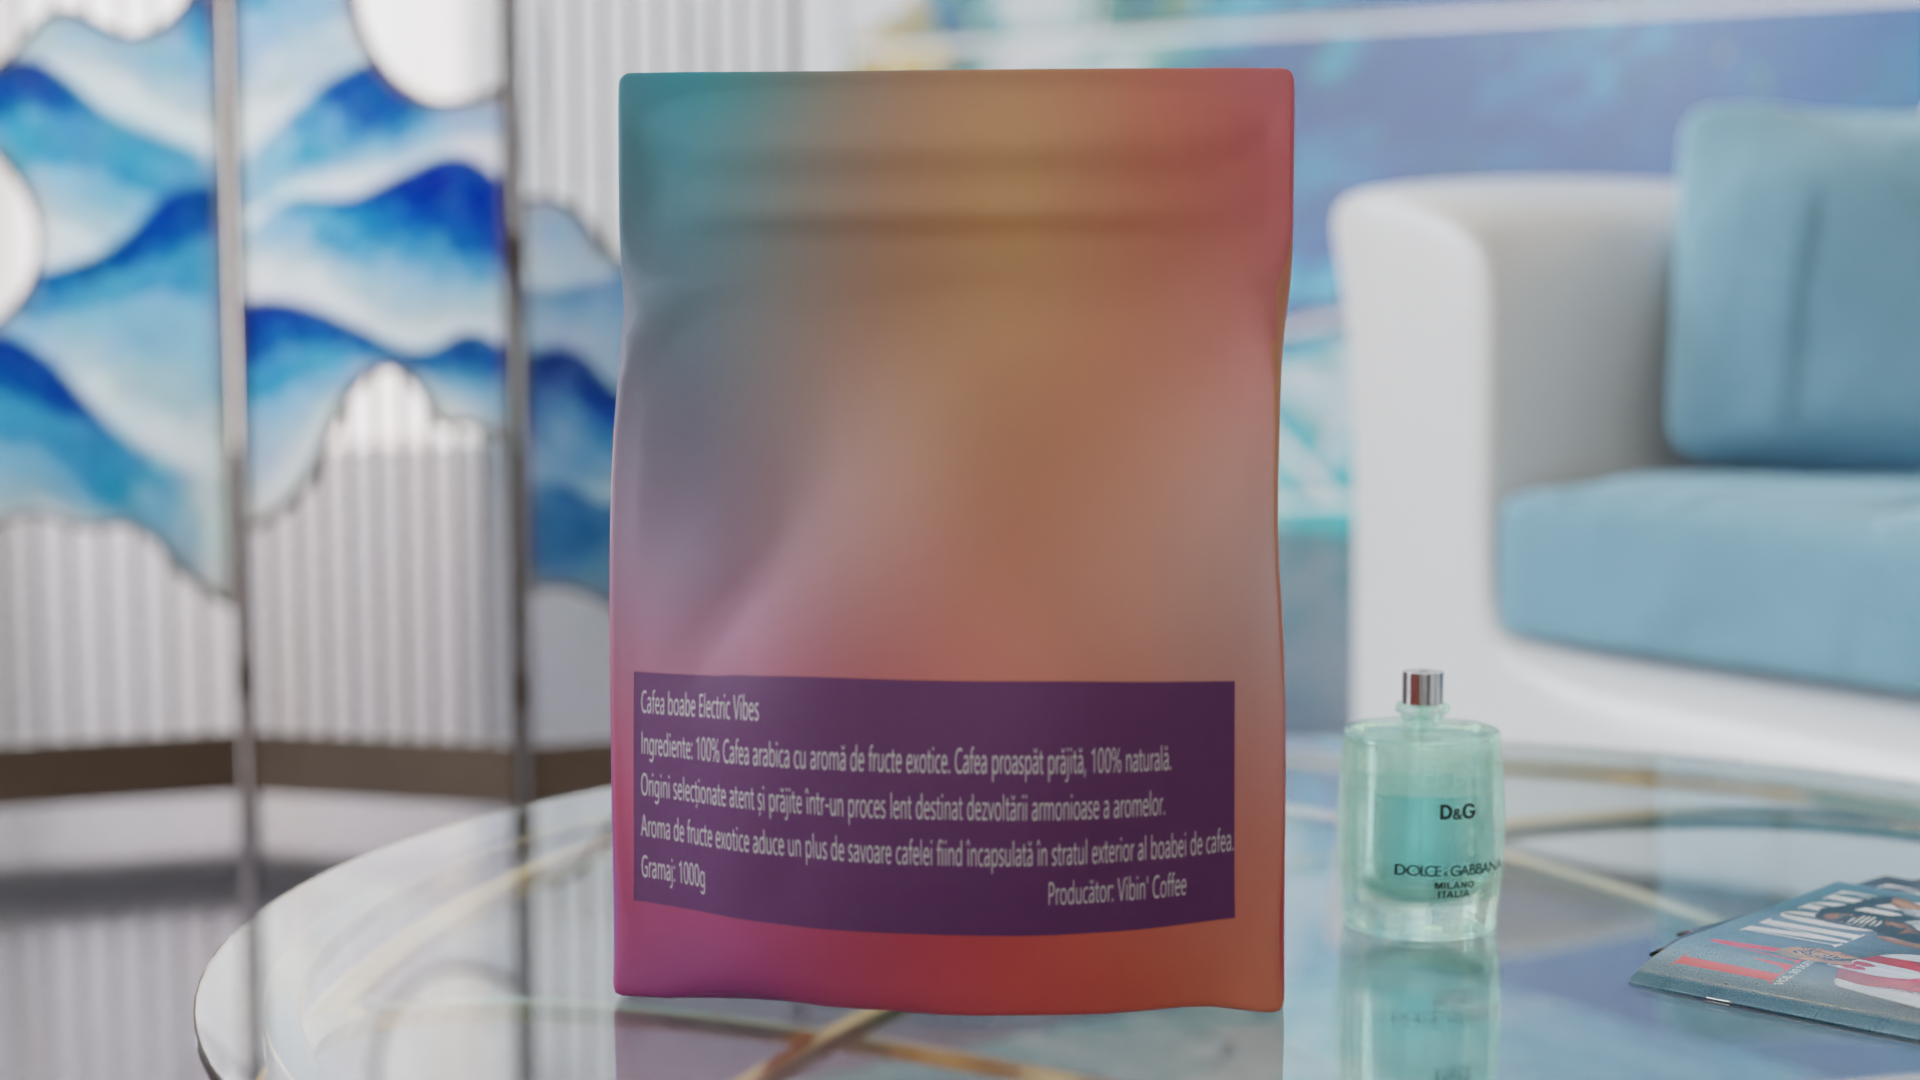 Cafea boabe Electric Vibes
Ingrediente: 100% Cafea arabica cu aromă de fructe exotice. Cafea proaspăt prăjită, 100% naturală.
Origini selecționate atent și prăjite într-un proces lent destinat dezvoltării armonioase a aromelor.
Aroma de fructe exotice aduce un plus de savoare cafelei fiind încapsulată în stratul exterior al boabei de cafea.
Gramaj: 1000g
Producător: Vibin' Coffee
D&G
DOLCE & GABBANA
MILANO
ITALIA